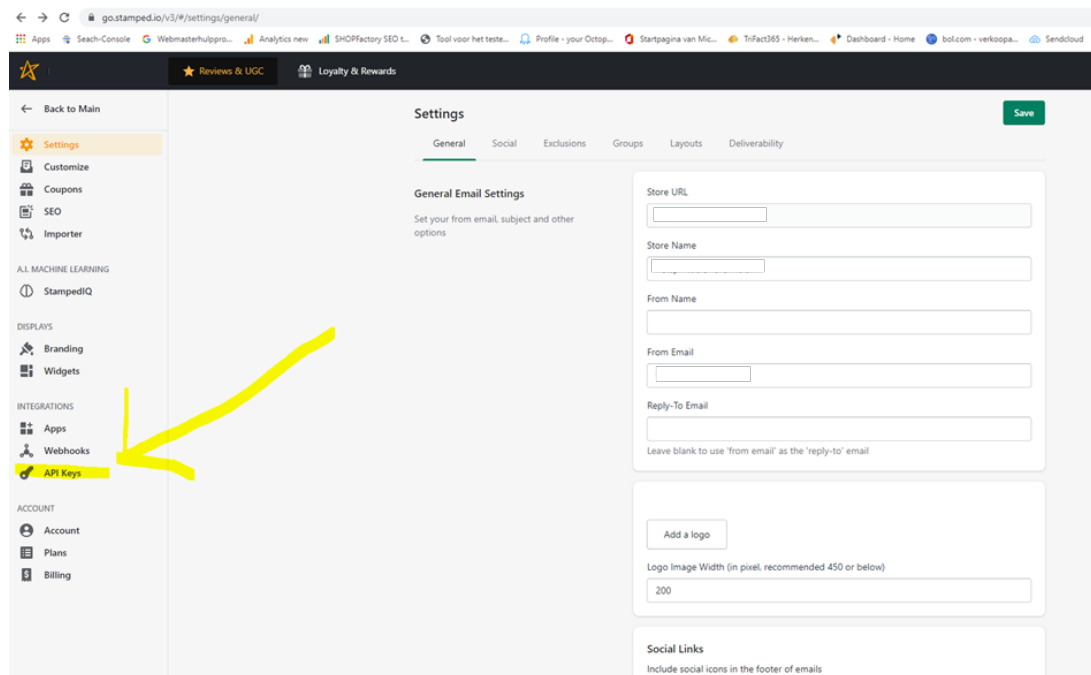 go.stamped.io/v3/#/settings/general/
Apps Seach-Console Webmasterhulppro... Analytics new SHOPFactory SEO t... Tool voor het teste... Profile - your Octop... Startpagina van Mic... TriFact365 - Herken... Dashboard - Home bol.com - verkoopa... Sendcloud
Reviews & UGC Loyalty & Rewards
Back to Main
Settings
Customize
Coupons
SEO
Importer
A.I. MACHINE LEARNING
StampedIQ
DISPLAYS
Branding
Widgets
INTEGRATIONS
Apps
Webhooks
API Keys
ACCOUNT
Account
Plans
Billing
Settings
Save
General Social Exclusions Groups Layouts Deliverability
General Email Settings
Set your from email, subject and other
options
Store URL
Store Name
From Name
From Email
Reply-To Email
Leave blank to use 'from email' as the 'reply-to' email
Add a logo
Logo Image Width (in pixel, recommended 450 or below)
200
Social Links
Include social icons in the footer of emails